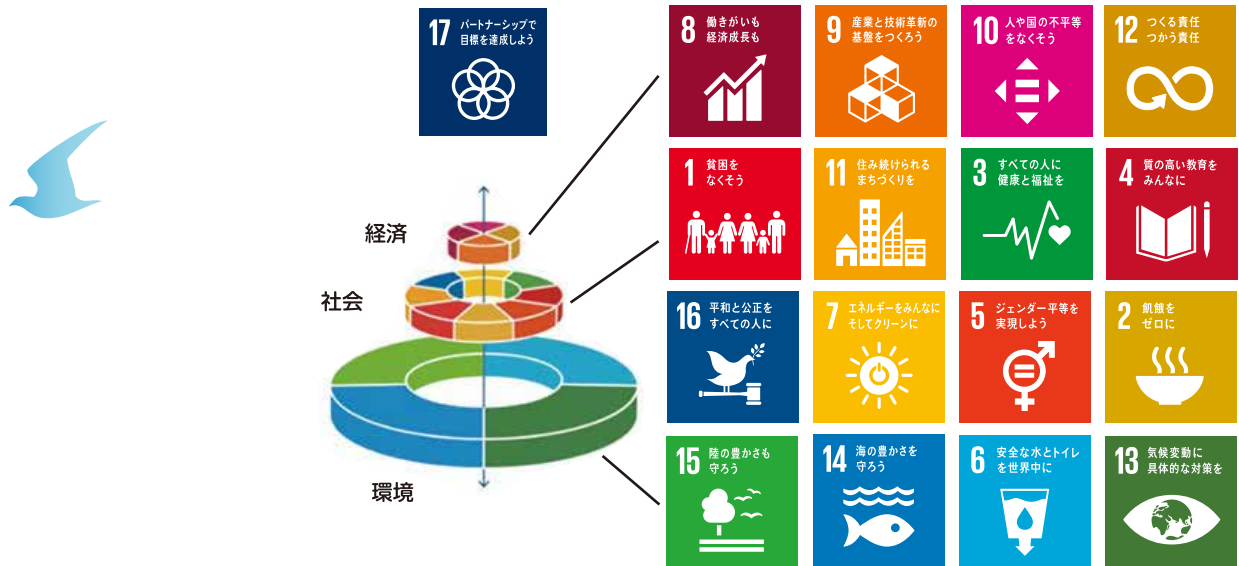 17 パートナーシップで
目標を達成しよう
8 働きがいも
経済成長も
9 産業と技術革新の
基盤をつくろう
10 人や国の不平等
をなくそう
12 つくる責任
つかう責任
1 貧困を
なくそう
11 住み続けられる
まちづくりを
3 すべての人に
健康と福祉を
4 質の高い教育を
みんなに
経済
社会
16 平和と公正を
すべての人に
7 エネルギーをみんなに
そしてクリーンに
5 ジェンダー平等を
実現しよう
2 飢餓を
ゼロに
15 陸の豊かさも
守ろう
14 海の豊かさを
守ろう
6 安全な水とトイレ
を世界中に
13 気候変動に
具体的な対策を
環境